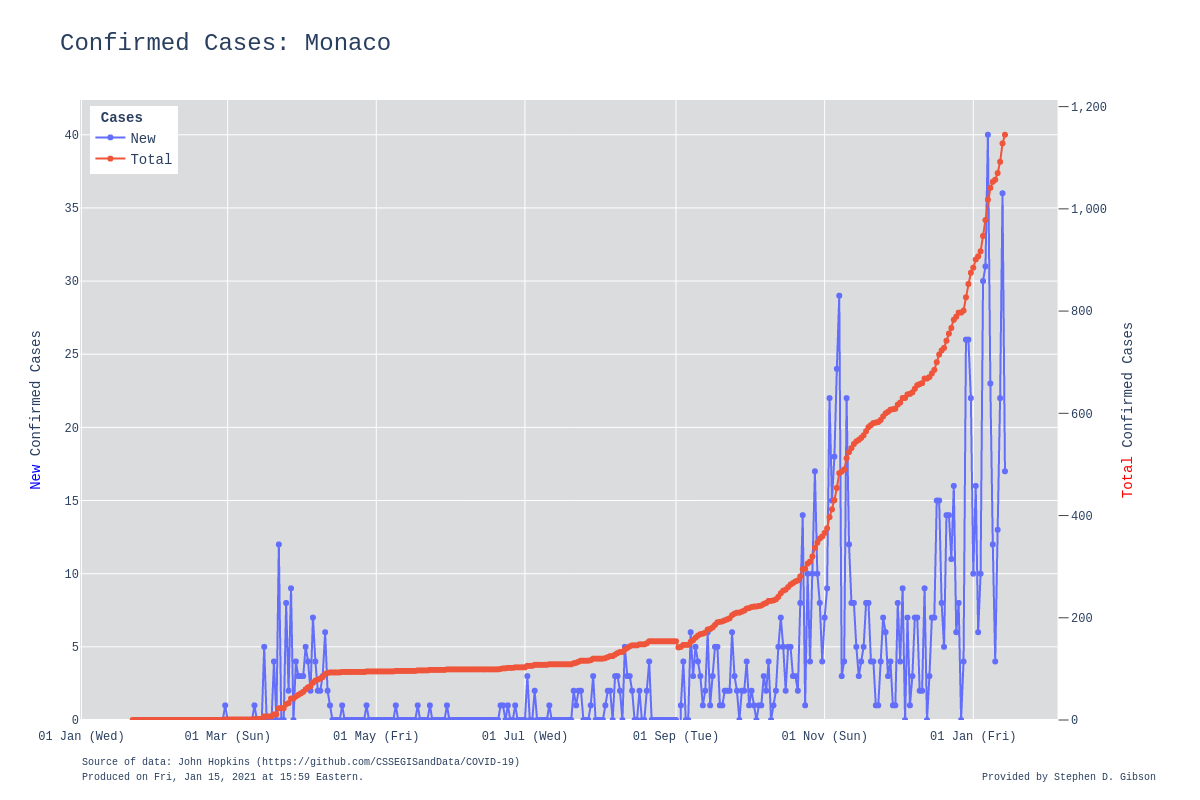 Confirmed Cases: Monaco
Cases
New
Total
40
35
30
25
20
15
10
5
0
1,200
1,000
800
600
400
200
0
New Confirmed Cases
Total Confirmed Cases
01 Jan (Wed)
01 Mar (Sun)
01 May (Fri)
01 Jul (Wed)
01 Sep (Tue)
01 Nov (Sun)
01 Jan (Fri)
Source of data: John Hopkins (https://github.com/CSSEGISandData/COVID-19)
Produced on Fri, Jan 15, 2021 at 15:59 Eastern.
Provided by Stephen D. Gibson